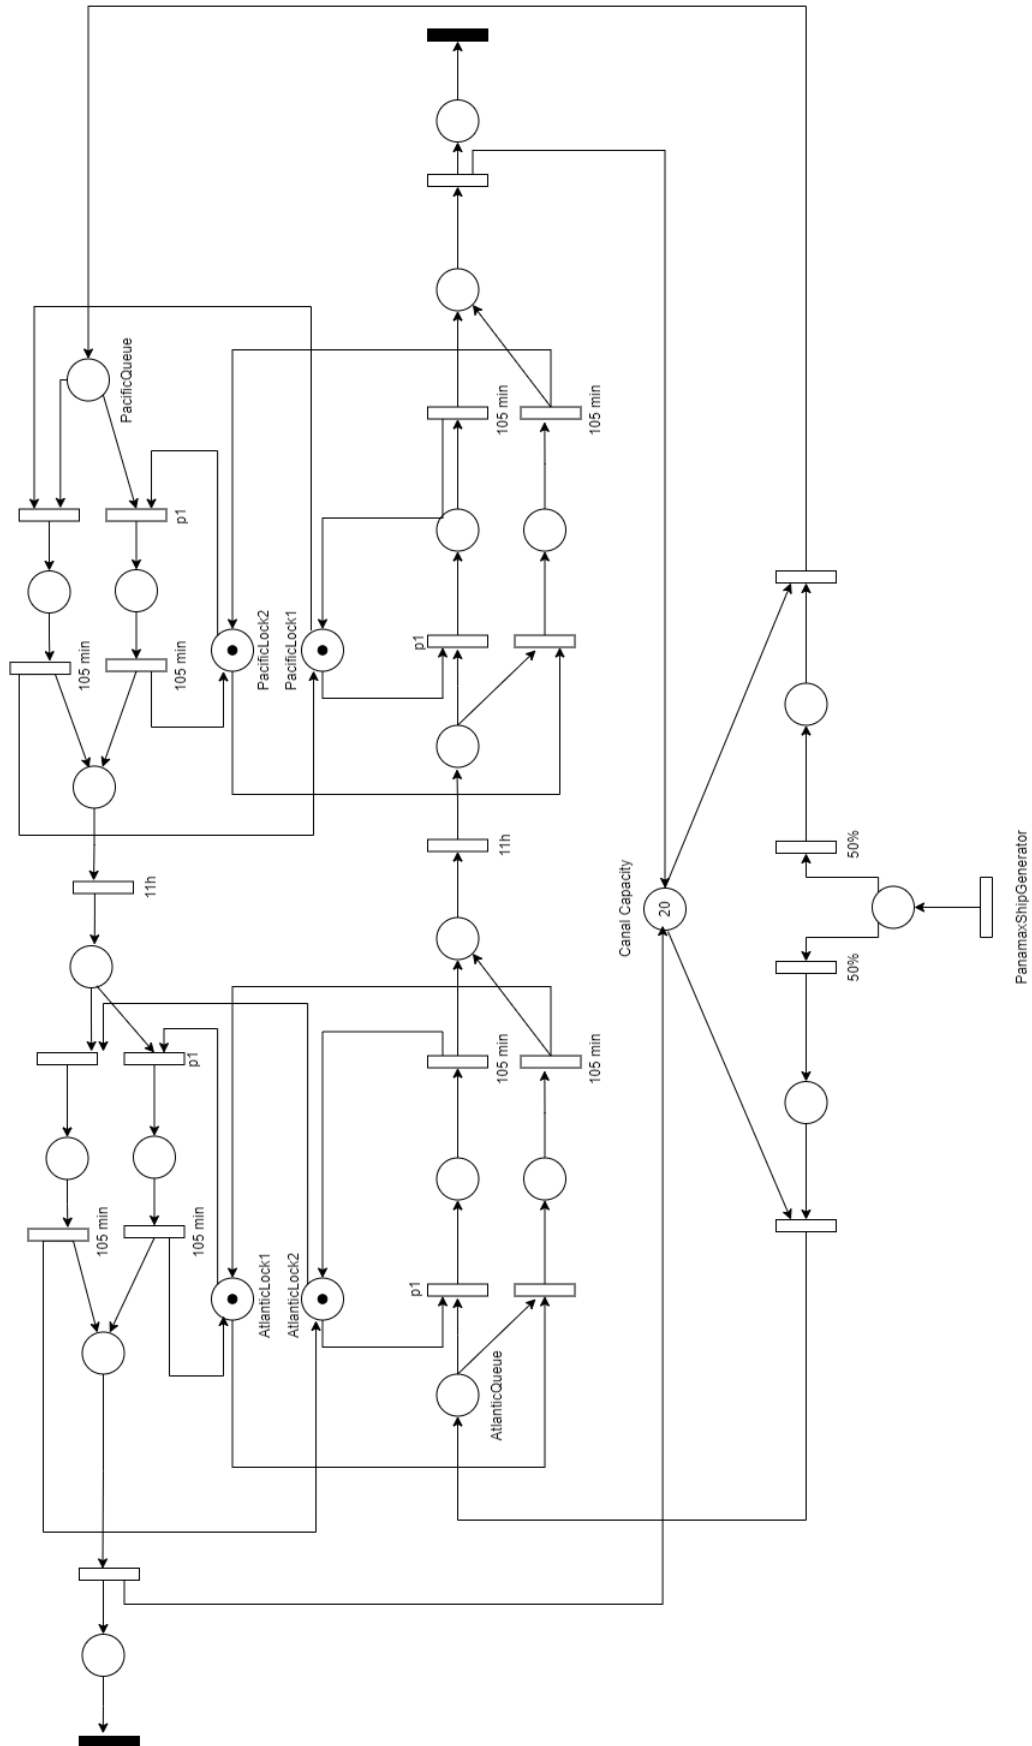 PacificQueue
105 min
105 min
p1
105 min
105 min
PacificLock2
PacificLock1
p1
11h
11h
50%
Canal Capacity
20
50%
PanamaxShipGenerator
p1
105 min
105 min
105 min
105 min
AtlanticLock1
AtlanticLock2
p1
AtlanticQueue